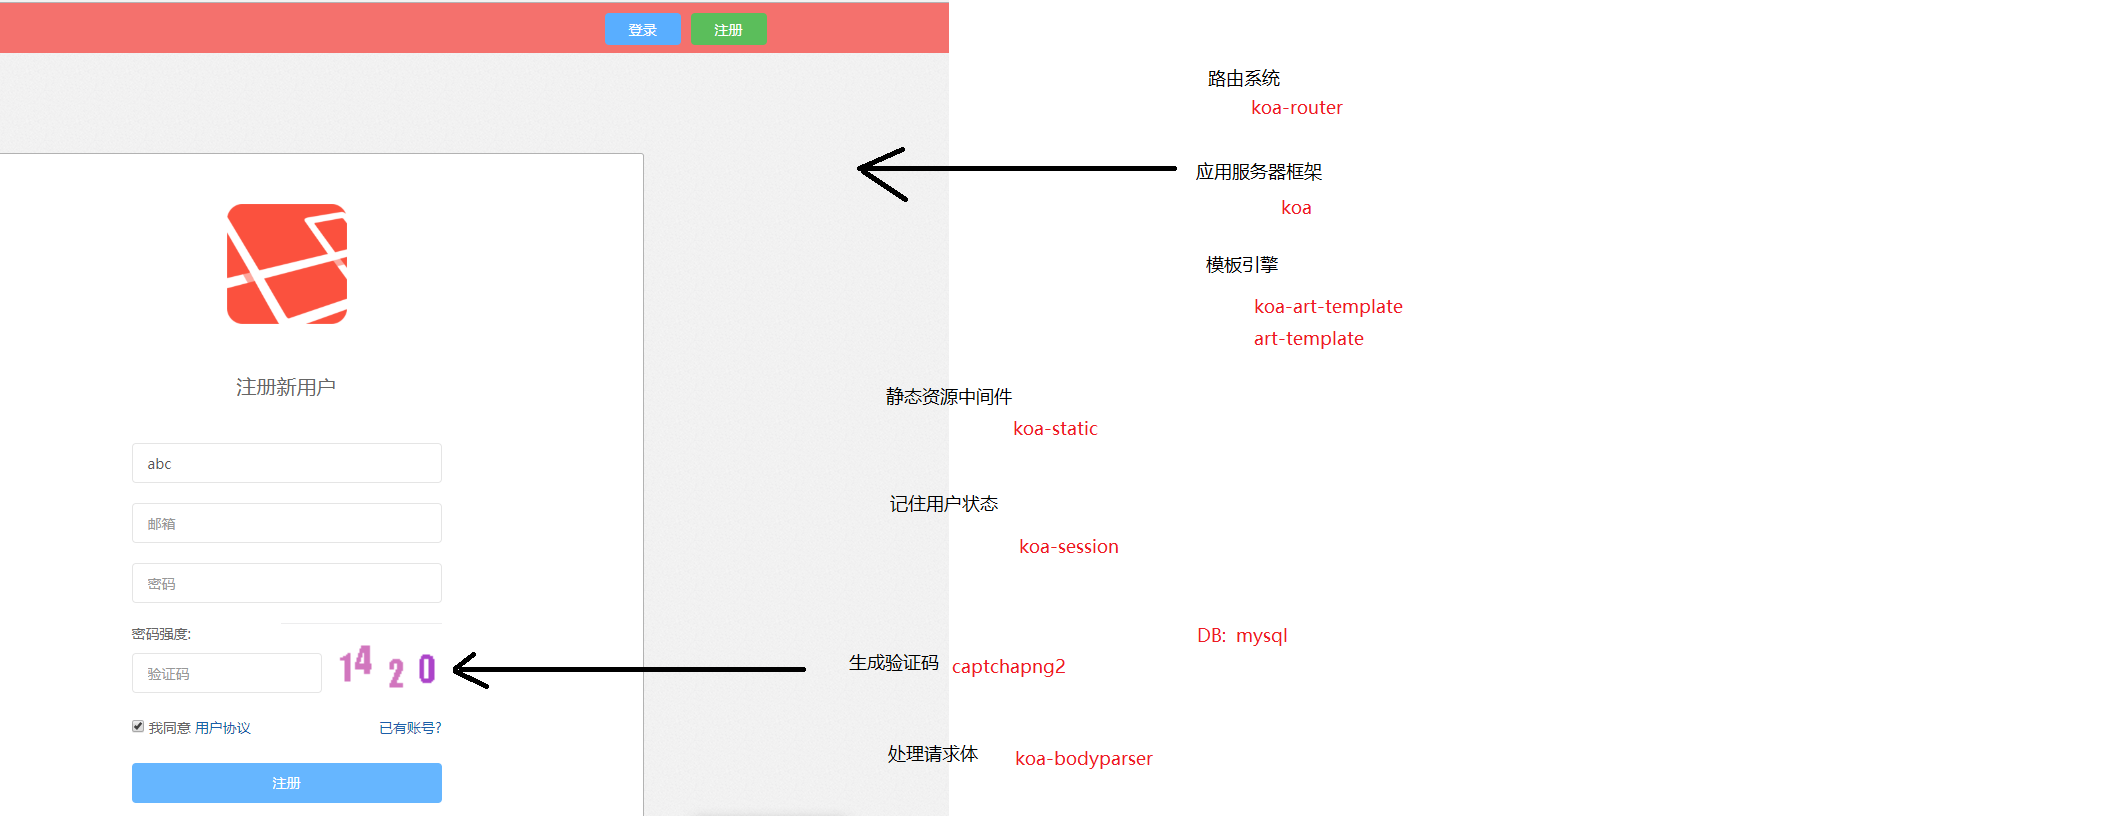 登录
注册
注册新用户
abc
邮箱
密码
密码强度:
验证码
1420
我同意 用户协议
已有账号?
注册
路由系统
koa-router
应用服务器框架
koa
模板引擎
koa-art-template
art-template
静态资源中间件
koa-static
记住用户状态
koa-session
DB: mysql
生成验证码 captchapng2
处理请求体 koa-bodyparser